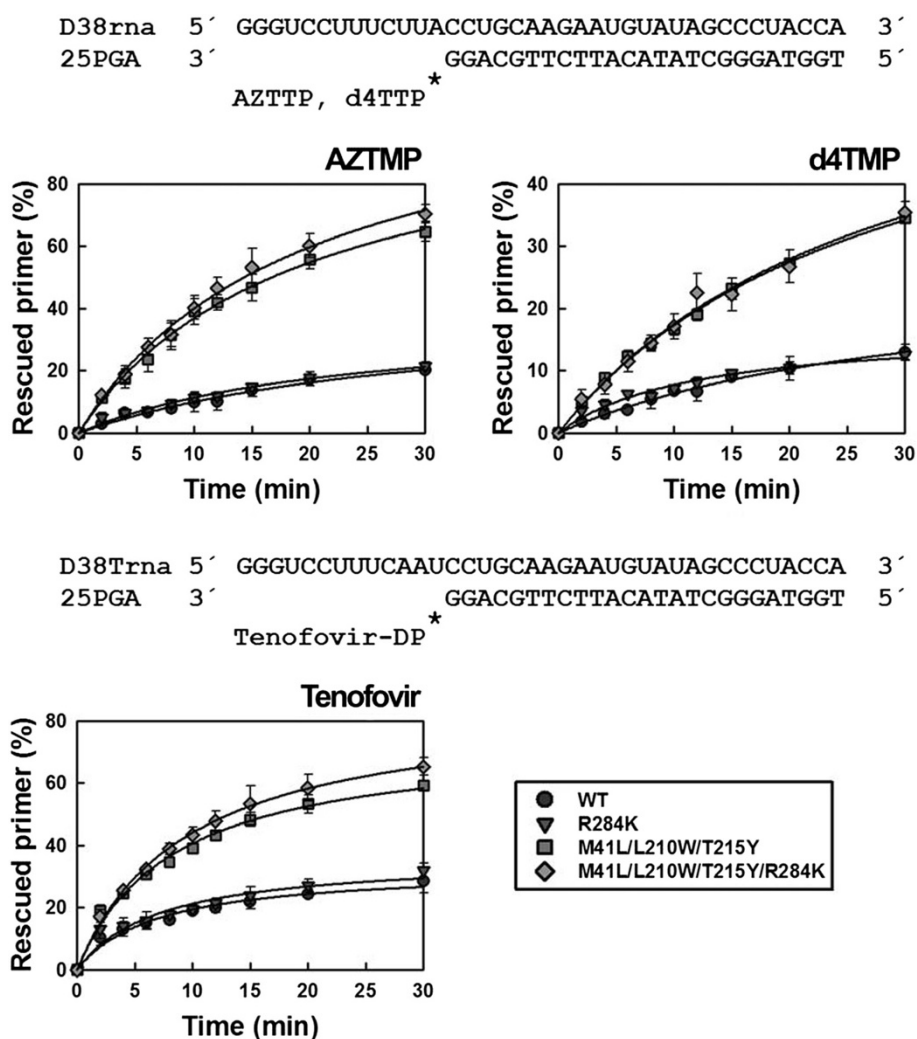 D38rna 5´ GGGUCCUUUCUUACCUGCAAGAAUGUAUAGCCCUACCA 3´
25PGA 3´ GGACGTTCTTACATATCGGGATGGT 5´
AZTTP, d4TTP*
AZTMP
Rescued primer (%)
80
60
40
20
0
0 5 10 15 20 25 30
Time (min)
d4TMP
Rescued primer (%)
40
30
20
10
0
0 5 10 15 20 25 30
Time (min)
D38Trna 5´ GGGUCCUUUCAAUCCUGCAAGAAUGUAUAGCCCUACCA 3´
25PGA 3´ GGACGTTCTTACATATCGGGATGGT 5´
Tenofovir-DP*
Tenofovir
Rescued primer (%)
80
60
40
20
0
0 5 10 15 20 25 30
Time (min)
WT
R284K
M41L/L210W/T215Y
M41L/L210W/T215Y/R284K